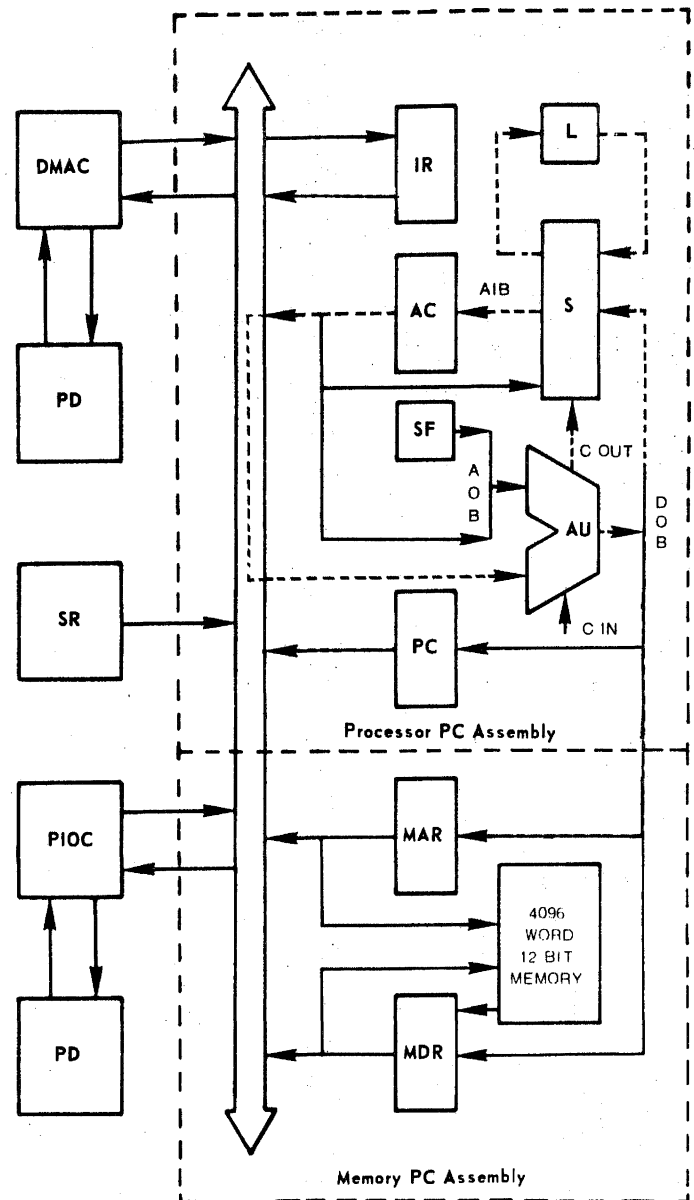 DMAC
IR
L
PD
AC
AIB
S
SF
A
O
B
C OUT
AU
D
O
B
SR
C IN
PC
Processor PC Assembly
PIOC
MAR
4096
WORD
12 BIT
MEMORY
PD
MDR
Memory PC Assembly